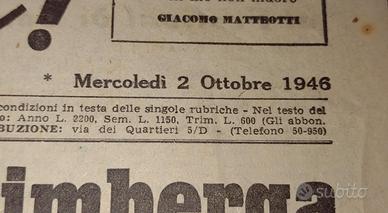 GIACOMO MATTEOTTI
* Mercoledì 2 Ottobre 1946
condizioni in testa delle singole rubriche - Nel testo del
: Anno L. 2200, Sem. L. 1150, Trim. L. 600 (Gli abbon.
BUZIONE: via dei Quartieri 5/D - (Telefono 50-950)
imberga
subito